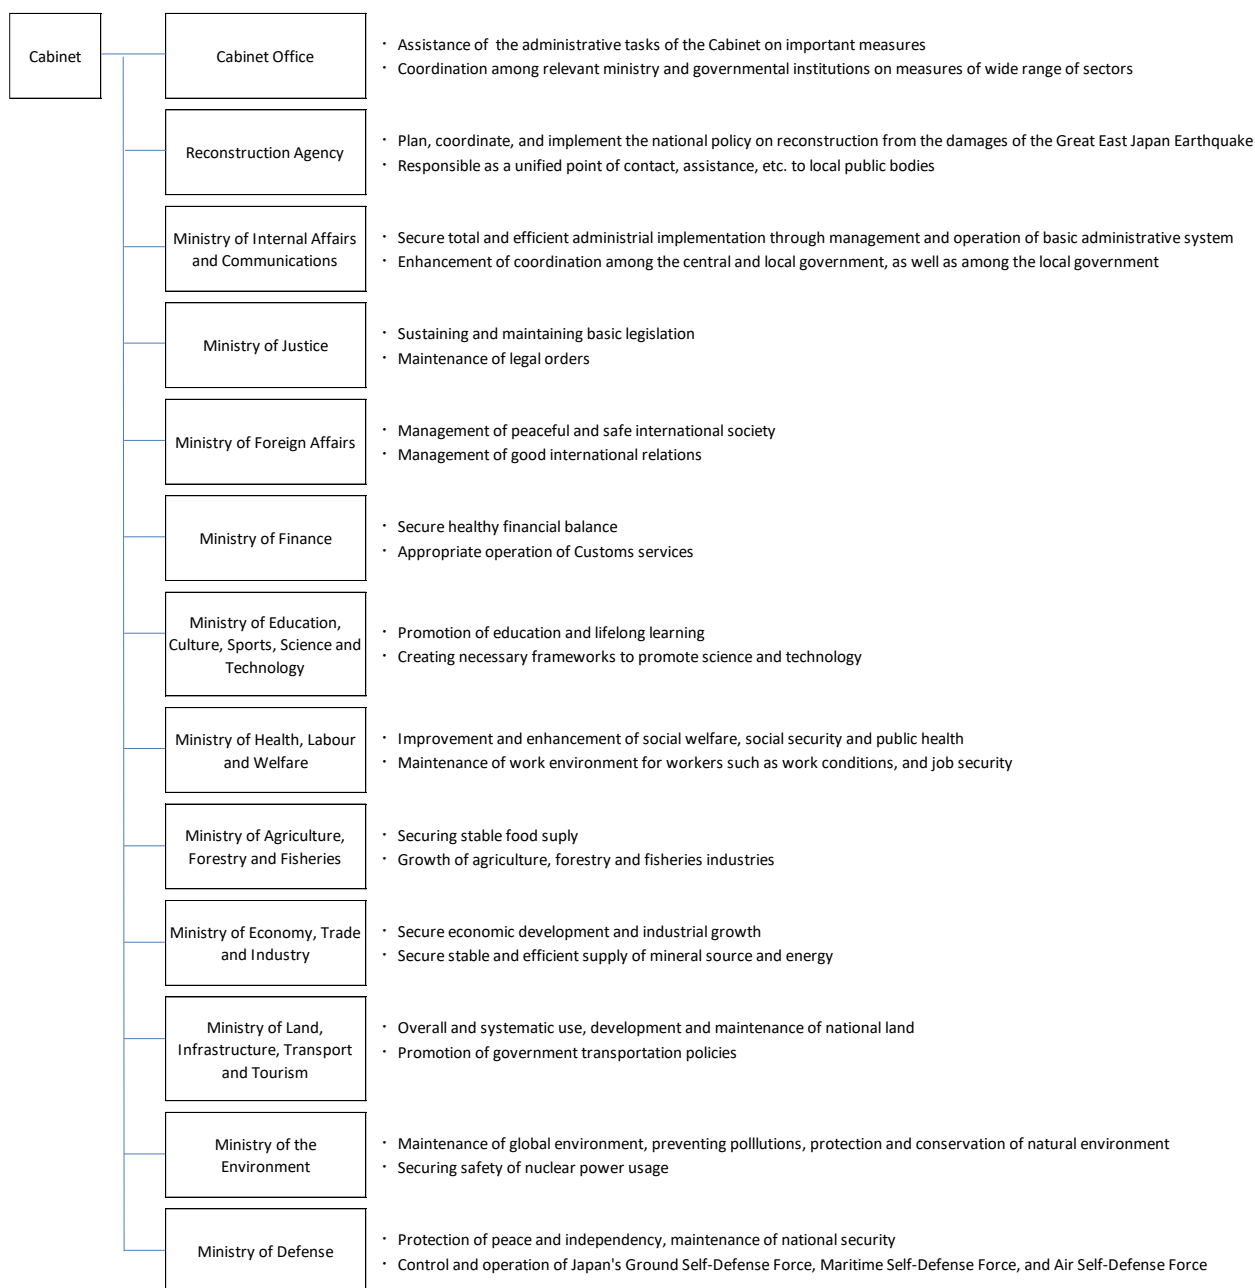 Cabinet
Cabinet Office
・ Assistance of the administrative tasks of the Cabinet on important measures
・ Coordination among relevant ministry and governmental institutions on measures of wide range of sectors
Reconstruction Agency
・ Plan, coordinate, and implement the national policy on reconstruction from the damages of the Great East Japan Earthquake
・ Responsible as a unified point of contact, assistance, etc. to local public bodies
Ministry of Internal Affairs
and Communications
・ Secure total and efficient administrial implementation through management and operation of basic administrative system
・ Enhancement of coordination among the central and local government, as well as among the local government
Ministry of Justice
・ Sustaining and maintaining basic legislation
・ Maintenance of legal orders
Ministry of Foreign Affairs
・ Management of peaceful and safe international society
・ Management of good international relations
Ministry of Finance
・ Secure healthy financial balance
・ Appropriate operation of Customs services
Ministry of Education,
Culture, Sports, Science and
Technology
・ Promotion of education and lifelong learning
・ Creating necessary frameworks to promote science and technology
Ministry of Health, Labour
and Welfare
・ Improvement and enhancement of social welfare, social security and public health
・ Maintenance of work environment for workers such as work conditions, and job security
Ministry of Agriculture,
Forestry and Fisheries
・ Securing stable food suply
・ Growth of agriculture, forestry and fisheries industries
Ministry of Economy, Trade
and Industry
・ Secure economic development and industrial growth
・ Secure stable and efficient supply of mineral source and energy
Ministry of Land,
Infrastructure, Transport
and Tourism
・ Overall and systematic use, development and maintenance of national land
・ Promotion of government transportation policies
Ministry of the
Environment
・ Maintenance of global environment, preventing polllutions, protection and conservation of natural environment
・ Securing safety of nuclear power usage
Ministry of Defense
・ Protection of peace and independency, maintenance of national security
・ Control and operation of Japan's Ground Self-Defense Force, Maritime Self-Defense Force, and Air Self-Defense Force